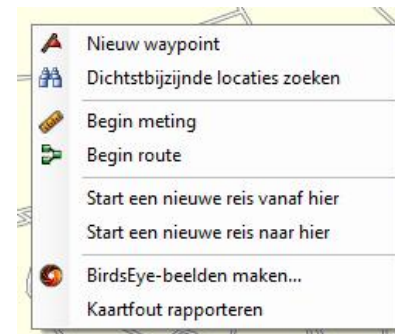 Nieuw waypoint
Dichtstbijzijnde locaties zoeken
Begin meting
Begin route
Start een nieuwe reis vanaf hier
Start een nieuwe reis naar hier
BirdsEye-beelden maken...
Kaartfout rapporteren